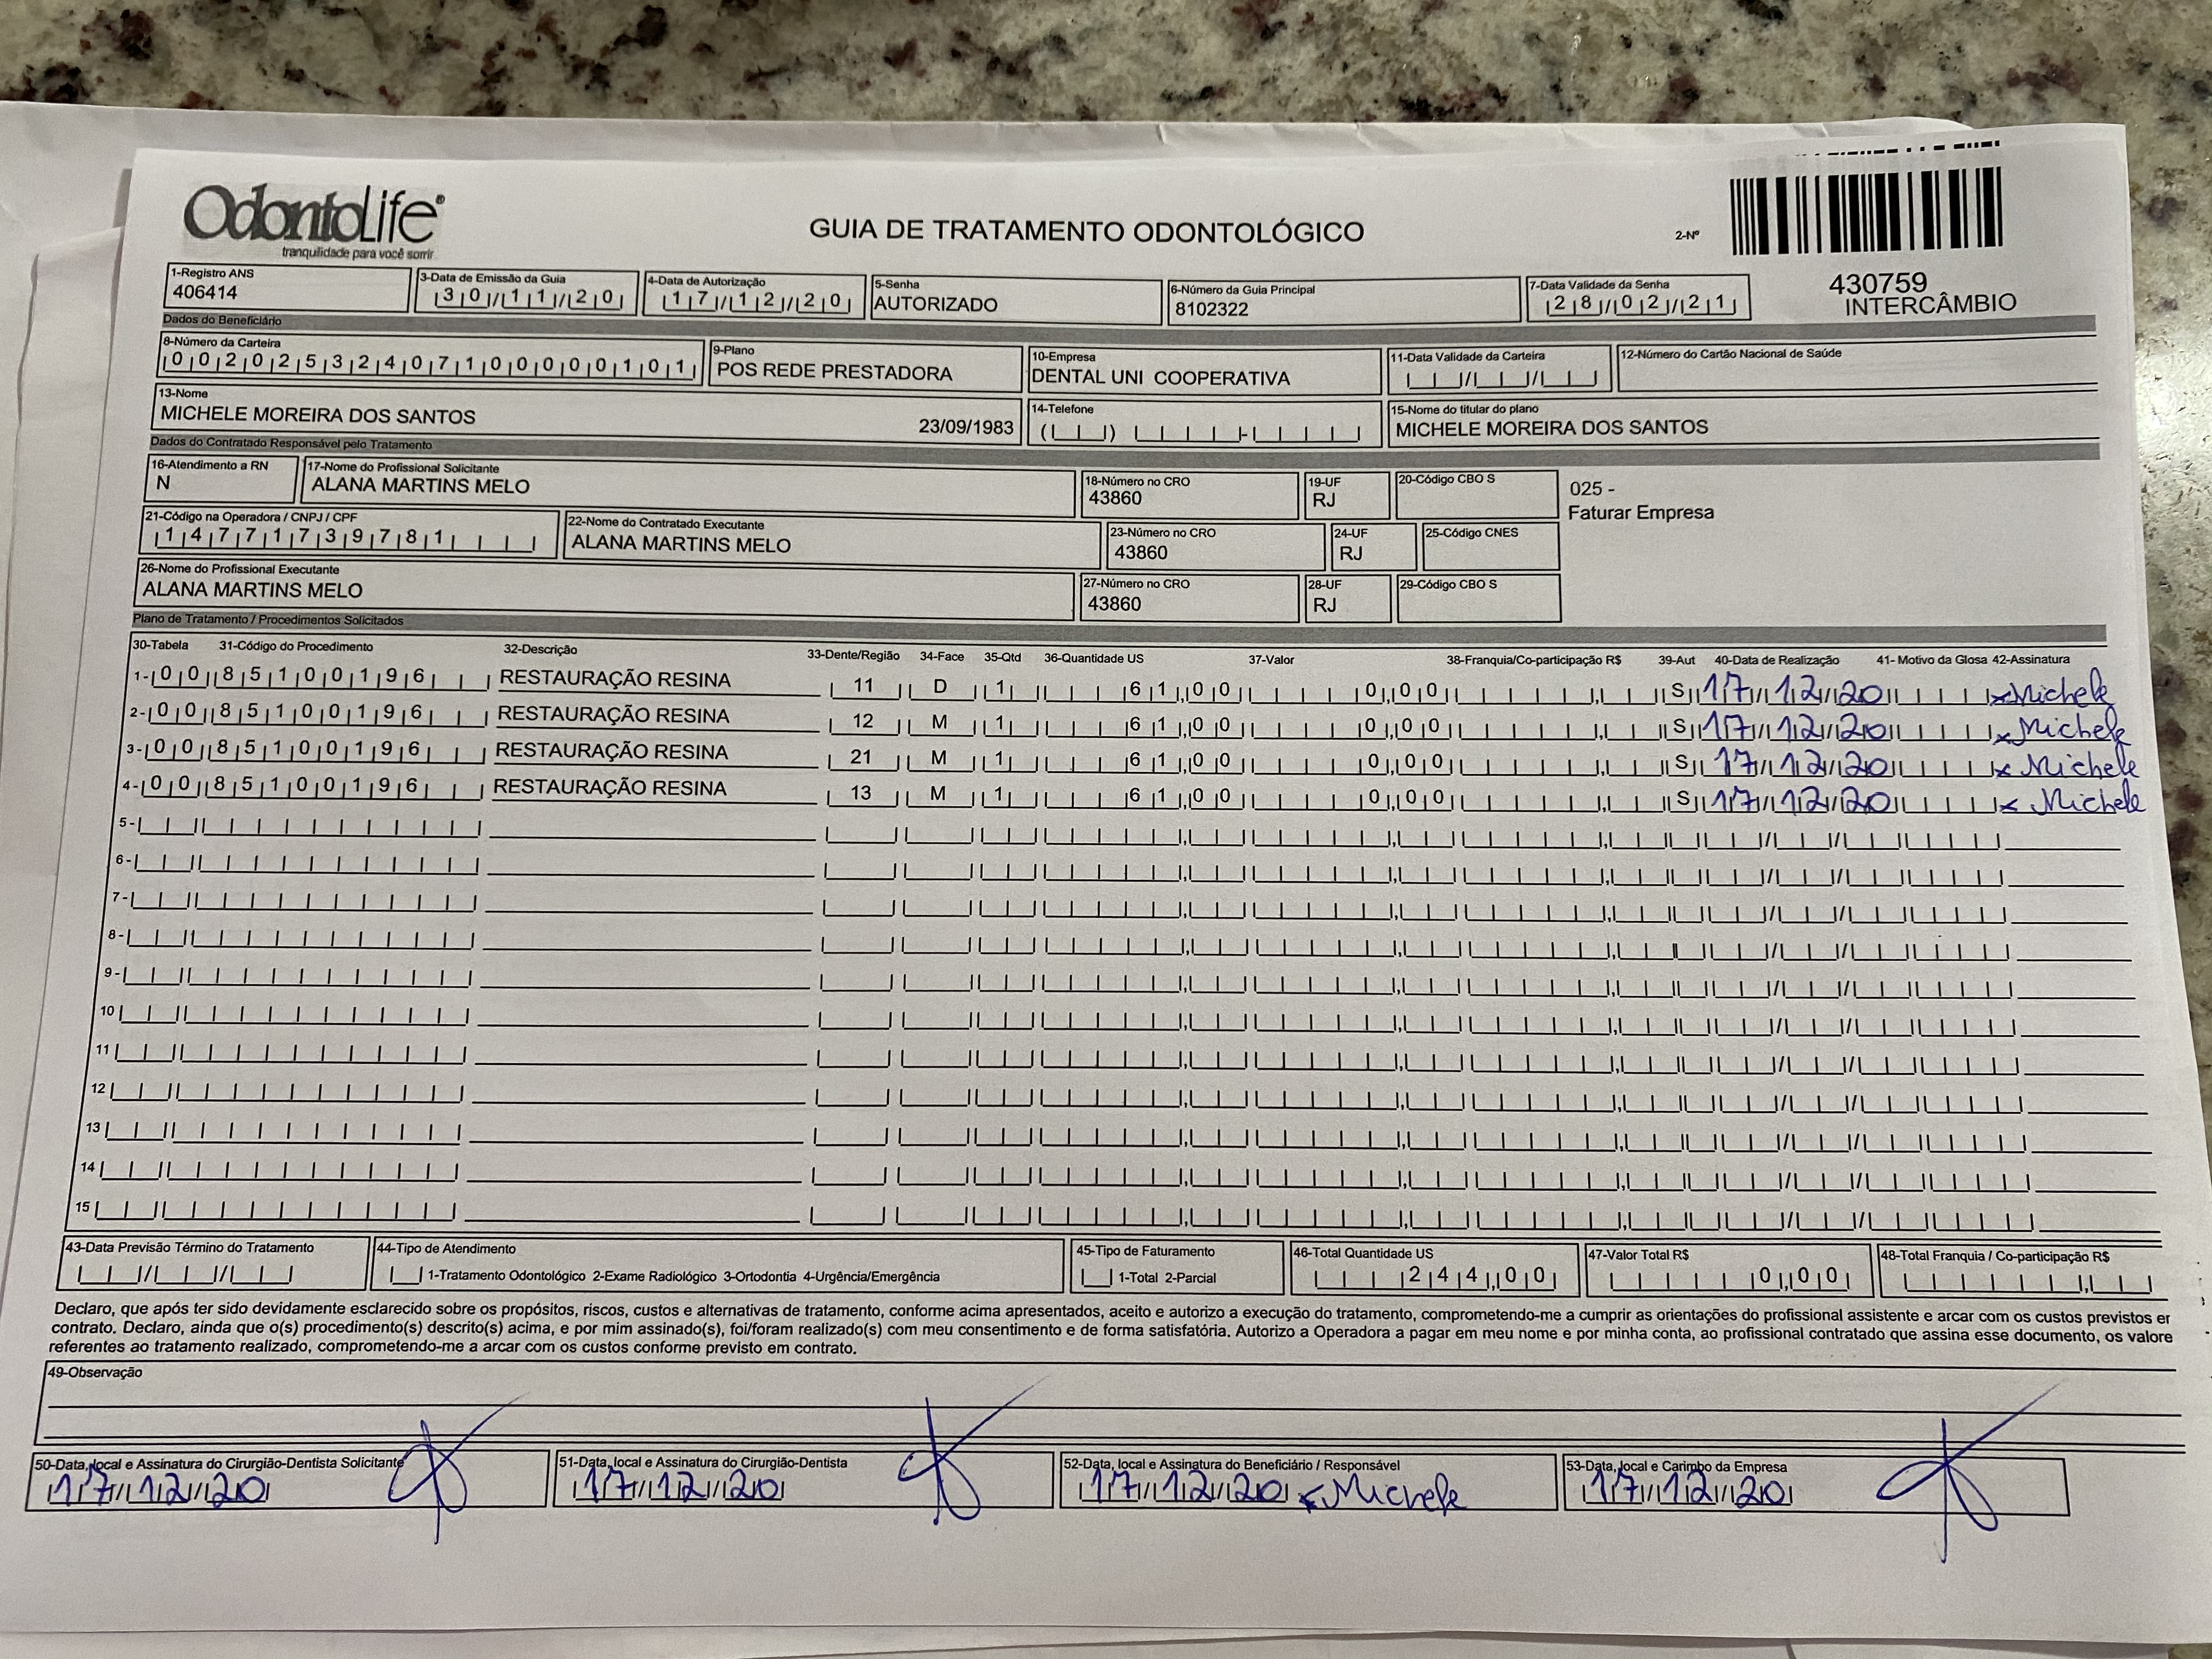 OdontoLife®
tranquilidade para você sorrir
GUIA DE TRATAMENTO ODONTOLÓGICO
2-Nº
430759
INTERCÂMBIO
1-Registro ANS
406414
3-Data de Emissão da Guia
30/11/20
4-Data de Autorização
17/12/20
5-Senha
AUTORIZADO
6-Número da Guia Principal
8102322
7-Data Validade da Senha
28/02/21
Dados do Beneficiário
8-Número da Carteira
00202532407100000101
9-Plano
POS REDE PRESTADORA
10-Empresa
DENTAL UNI COOPERATIVA
11-Data Validade da Carteira
12-Número do Cartão Nacional de Saúde
13-Nome
MICHELE MOREIRA DOS SANTOS 23/09/1983
14-Telefone
15-Nome do titular do plano
MICHELE MOREIRA DOS SANTOS
Dados do Contratado Responsável pelo Tratamento
16-Atendimento a RN
N
17-Nome do Profissional Solicitante
ALANA MARTINS MELO
18-Número no CRO
43860
19-UF
RJ
20-Código CBO S
025 -
Faturar Empresa
21-Código na Operadora / CNPJ / CPF
14771739781
22-Nome do Contratado Executante
ALANA MARTINS MELO
23-Número no CRO
43860
24-UF
RJ
25-Código CNES
26-Nome do Profissional Executante
ALANA MARTINS MELO
27-Número no CRO
43860
28-UF
RJ
29-Código CBO S
Plano de Tratamento / Procedimentos Solicitados
30-Tabela 31-Código do Procedimento 32-Descrição 33-Dente/Região 34-Face 35-Qtd 36-Quantidade US 37-Valor 38-Franquia/Co-participação R$ 39-Aut 40-Data de Realização 41- Motivo da Glosa 42-Assinatura
1- 00 85100196 RESTAURAÇÃO RESINA 11 D 1 61,00 0,00 S 17/12/20 xMichele
2- 00 85100196 RESTAURAÇÃO RESINA 12 M 1 61,00 0,00 S 17/12/20 xMichele
3- 00 85100196 RESTAURAÇÃO RESINA 21 M 1 61,00 0,00 S 17/12/20 x Michele
4- 00 85100196 RESTAURAÇÃO RESINA 13 M 1 61,00 0,00 S 17/12/20 x Michele
5-
6-
7-
8-
9-
10
11
12
13
14
15
43-Data Previsão Término do Tratamento
44-Tipo de Atendimento
1-Tratamento Odontológico 2-Exame Radiológico 3-Ortodontia 4-Urgência/Emergência
45-Tipo de Faturamento
1-Total 2-Parcial
46-Total Quantidade US
244,00
47-Valor Total R$
0,00
48-Total Franquia / Co-participação R$
Declaro, que após ter sido devidamente esclarecido sobre os propósitos, riscos, custos e alternativas de tratamento, conforme acima apresentados, aceito e autorizo a execução do tratamento, comprometendo-me a cumprir as orientações do profissional assistente e arcar com os custos previstos er
contrato. Declaro, ainda que o(s) procedimento(s) descrito(s) acima, e por mim assinado(s), foi/foram realizado(s) com meu consentimento e de forma satisfatória. Autorizo a Operadora a pagar em meu nome e por minha conta, ao profissional contratado que assina esse documento, os valore
referentes ao tratamento realizado, comprometendo-me a arcar com os custos conforme previsto em contrato.
49-Observação
50-Data, local e Assinatura do Cirurgião-Dentista Solicitante
17/12/20
51-Data, local e Assinatura do Cirurgião-Dentista
17/12/20
52-Data, local e Assinatura do Beneficiário / Responsável
17/12/20 xMichele
53-Data, local e Carimbo da Empresa
17/12/20